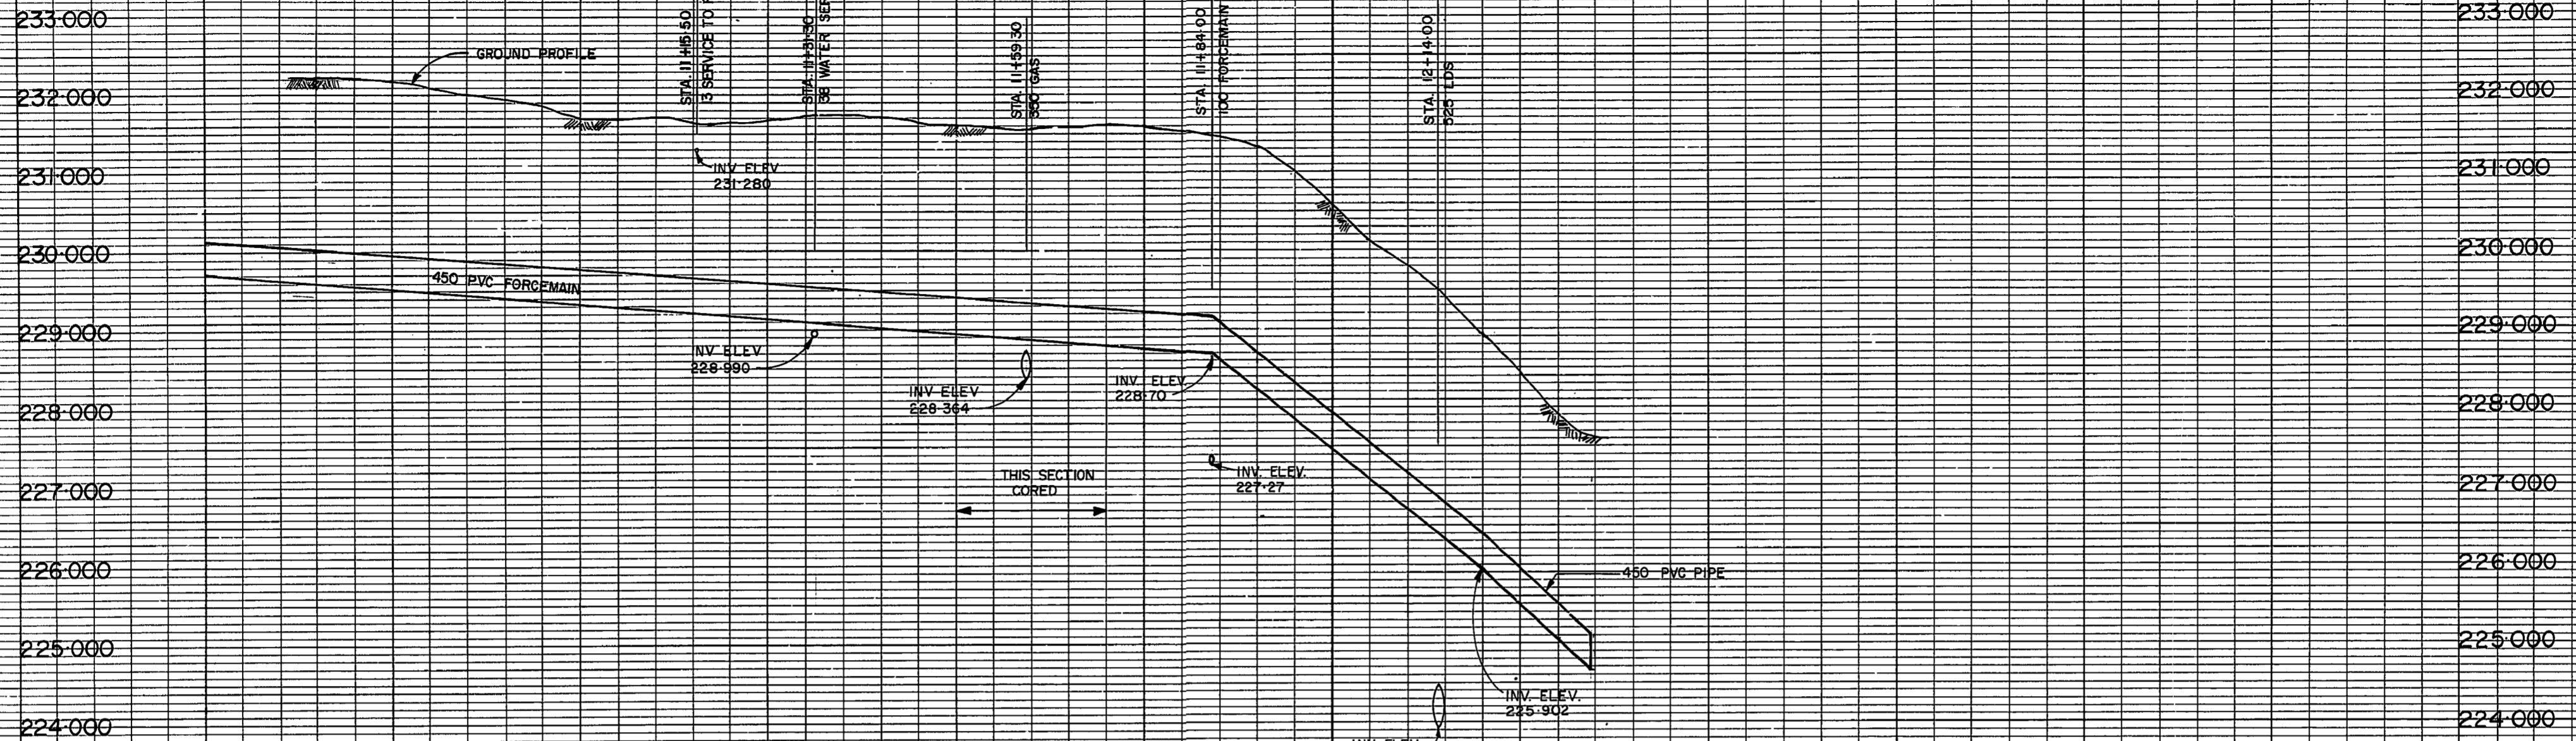 233·000
232·000
231·000
230·000
229·000
228·000
227·000
226·000
225·000
224·000
GROUND PROFILE
STA. 11+15·50
3 SERVICE TO
STA. 11+31·30
38 WATER SER
STA. 11+59·30
350 GAS
STA. 11+84·00
100 FORCEMAIN
STA. 12+14·00
525 LDS
INV ELEV
231·280
450 PVC FORCEMAIN
INV ELEV
228·990
INV ELEV
228·364
INV. ELEV
228·70
THIS SECTION
CORED
INV. ELEV.
227·27
450 PVC PIPE
INV. ELEV.
225·902
233·000
232·000
231·000
230·000
229·000
228·000
227·000
226·000
225·000
224·000